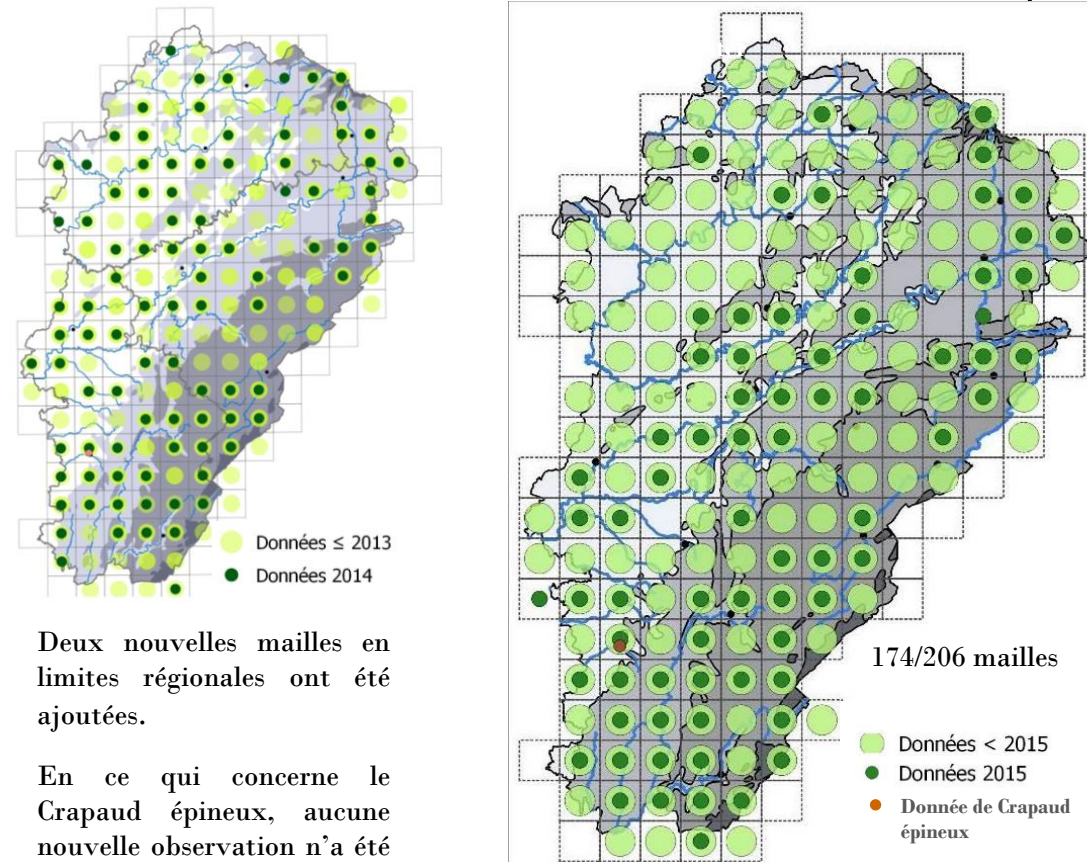 Données ≤ 2013
Données 2014
Deux nouvelles mailles en
limites régionales ont été
ajoutées.
En ce qui concerne le
Crapaud épineux, aucune
nouvelle observation n'a été
174/206 mailles
Données < 2015
Données 2015
Donnée de Crapaud
épineux